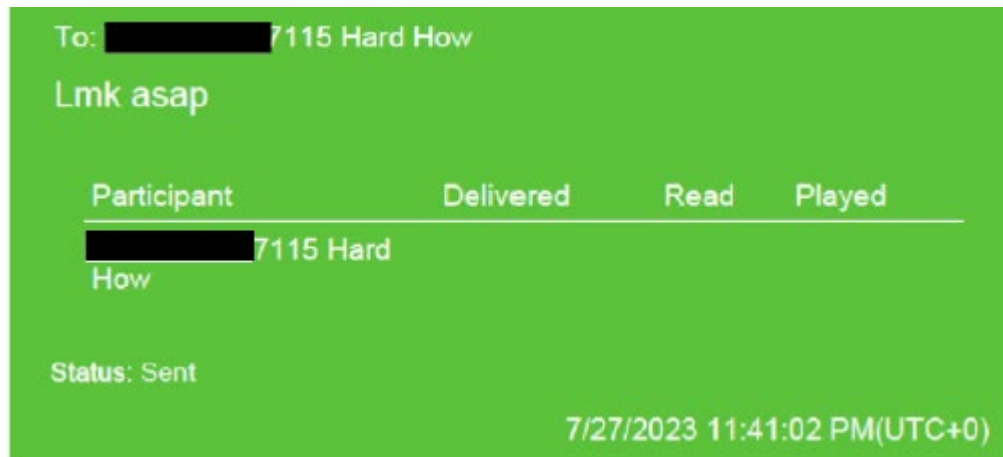 To: 7115 Hard How
Lmk asap
Participant Delivered Read Played
7115 Hard
How
Status: Sent
7/27/2023 11:41:02 PM(UTC+0)